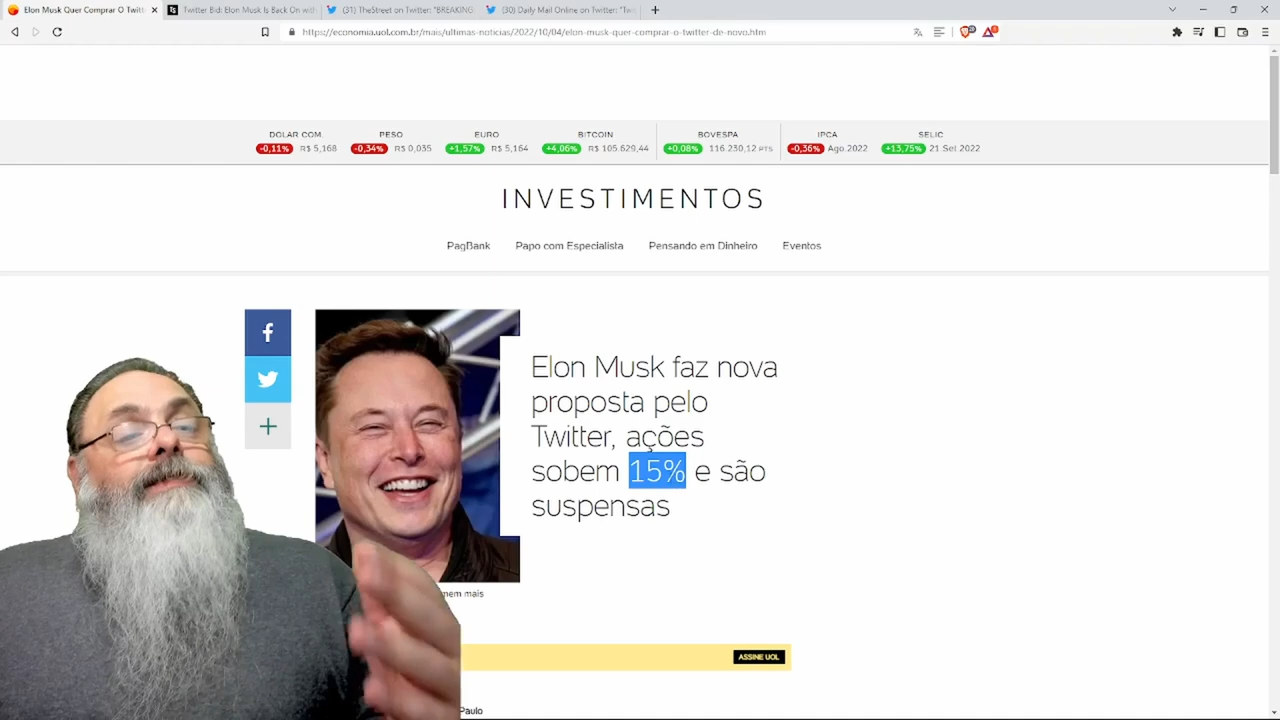 Elon Musk Quer Comprar O Twitt
Twitter Bid: Elon Musk Is Back On with
(31) TheStreet on Twitter: "BREAKING
(30) Daily Mail Online on Twitter: "Twi
https://economia.uol.com.br/mais/ultimas-noticias/2022/10/04/elon-musk-quer-comprar-o-twitter-de-novo.htm
DOLAR COM. PESO EURO BITCOIN BOVESPA IPCA SELIC
-0,11% R$ 5,168 -0,34% R$ 0,035 +1,57% R$ 5,164 +4,06% R$ 105.629,44 +0,08% 116.230,12 PTS -0,36% Ago.2022 +13,75% 21.Set.2022
INVESTIMENTOS
PagBank Papo com Especialista Pensando em Dinheiro Eventos
Elon Musk faz nova
proposta pelo
Twitter, ações
sobem 15% e são
suspensas
mais
ASSINE UOL
Paulo